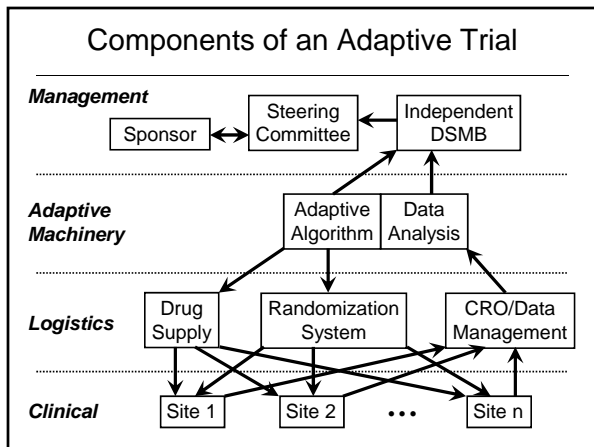 Components of an Adaptive Trial
Management
Sponsor
Steering
Committee
Independent
DSMB
Adaptive
Machinery
Adaptive
Algorithm
Data
Analysis
Logistics
Drug
Supply
Randomization
System
CRO/Data
Management
Clinical
Site 1
Site 2
•••
Site n